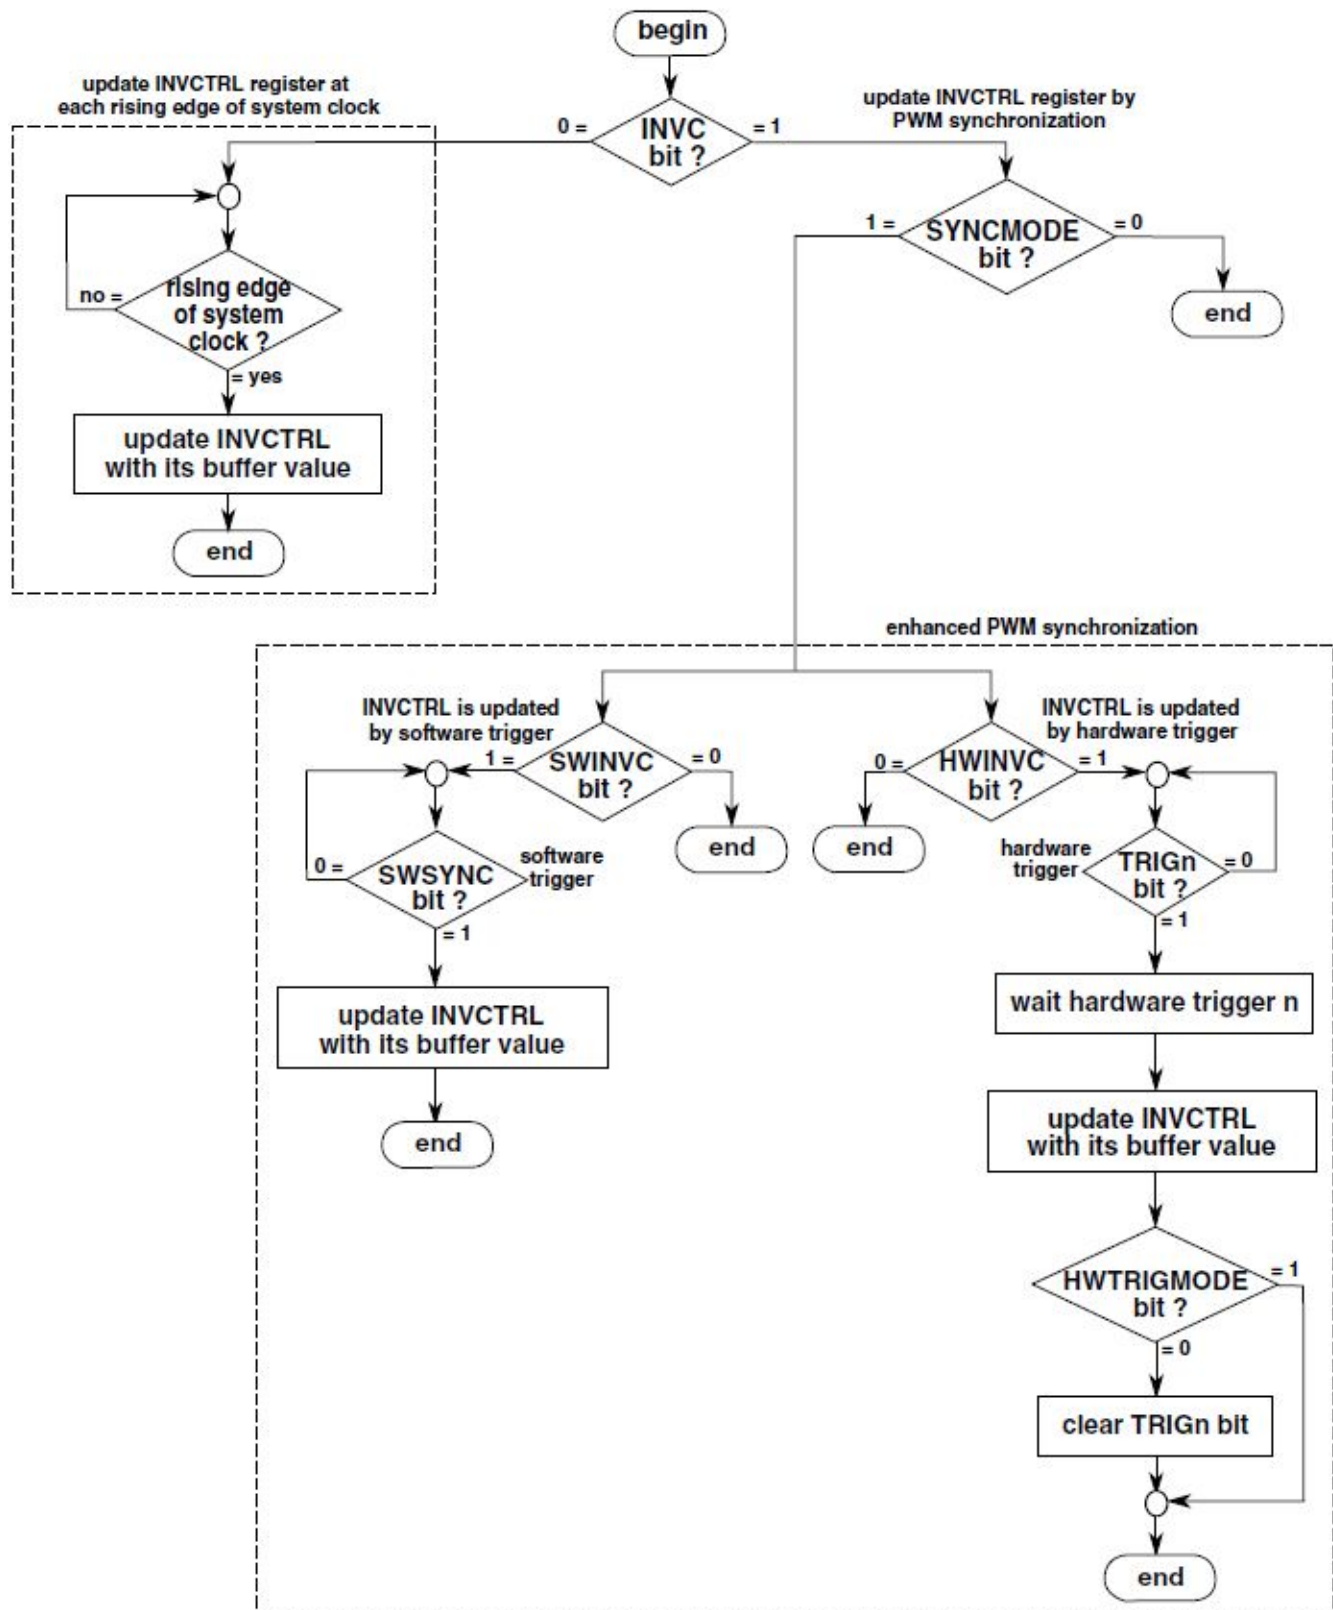 begin
update INVCTRL register at
each rising edge of system clock
update INVCTRL register by
PWM synchronization
0 =
INVC
bit ?
= 1
1 =
SYNCMODE
bit ?
= 0
end
no =
rising edge
of system
clock ?
= yes
update INVCTRL
with its buffer value
end
enhanced PWM synchronization
INVCTRL is updated
by software trigger
1 =
SWINVC
bit ?
= 0
end
0 =
SWSYNC
bit ?
software
trigger
= 1
update INVCTRL
with its buffer value
end
INVCTRL is updated
by hardware trigger
0 =
HWINVC
bit ?
= 1
end
hardware
trigger
TRIGn
bit ?
= 0
= 1
wait hardware trigger n
update INVCTRL
with its buffer value
HWTRIGMODE
bit ?
= 1
= 0
clear TRIGn bit
end